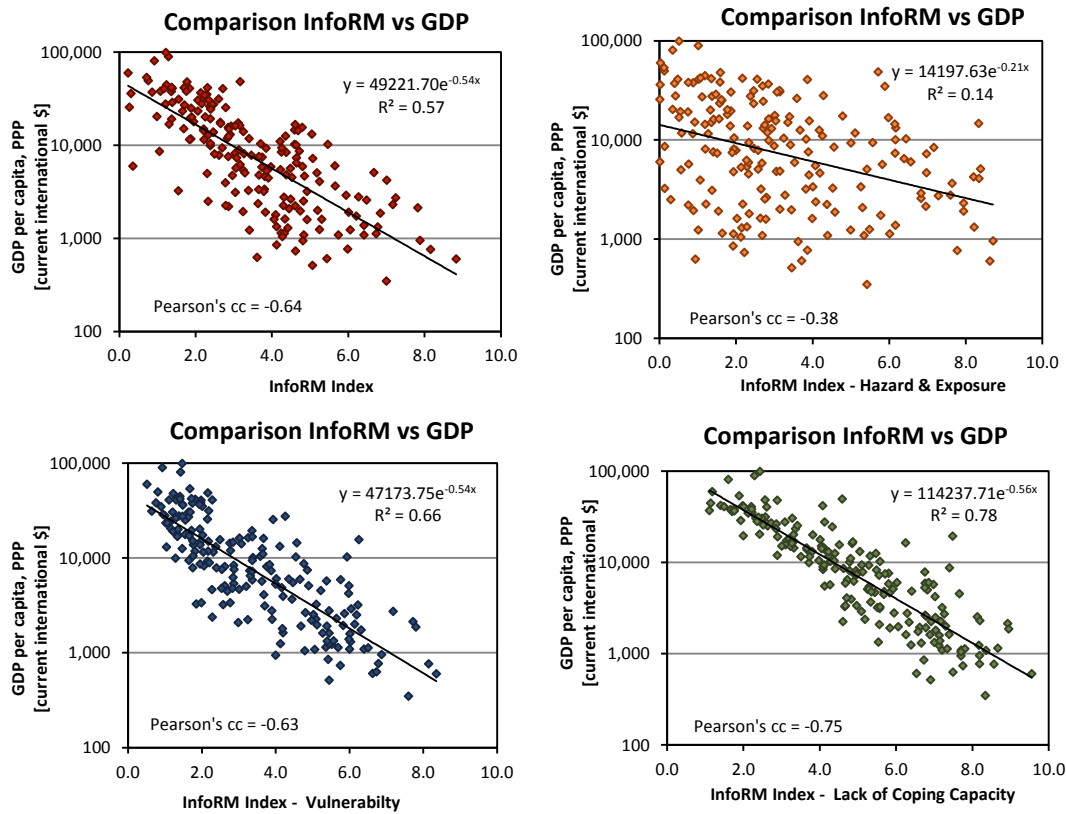 Comparison InfoRM vs GDP
GDP per capita, PPP
[current international $]
100,000
10,000
1,000
100
y = 49221.70e^-0.54x
R² = 0.57
Pearson's cc = -0.64
0.0 2.0 4.0 6.0 8.0 10.0
InfoRM Index
Comparison InfoRM vs GDP
GDP per capita, PPP
[current international $]
100,000
10,000
1,000
100
y = 14197.63e^-0.21x
R² = 0.14
Pearson's cc = -0.38
0.0 2.0 4.0 6.0 8.0 10.0
InfoRM Index - Hazard & Exposure
Comparison InfoRM vs GDP
GDP per capita, PPP
[current international $]
100,000
10,000
1,000
100
y = 47173.75e^-0.54x
R² = 0.66
Pearson's cc = -0.63
0.0 2.0 4.0 6.0 8.0 10.0
InfoRM Index - Vulnerabilty
Comparison InfoRM vs GDP
GDP per capita, PPP
[current international $]
100,000
10,000
1,000
100
y = 114237.71e^-0.56x
R² = 0.78
Pearson's cc = -0.75
0.0 2.0 4.0 6.0 8.0 10.0
InfoRM Index - Lack of Coping Capacity